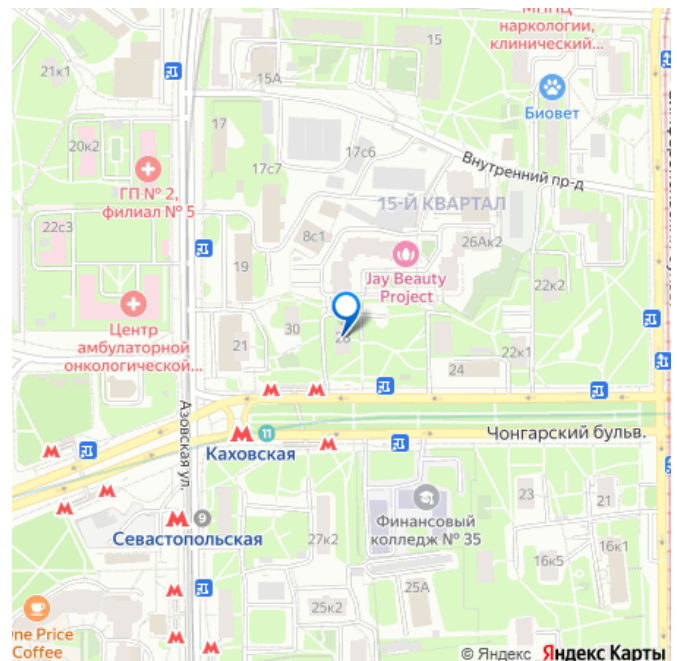 МНПЦ
наркологии,
клинический...
15
21к1
15А
Биовет
17
20к2
17с6
Внутренний пр-д
17с7
ГП № 2,
филиал № 5
15-Й КВАРТАЛ
22с3
8с1
26Ак2
19
Jay Beauty
Project
22к2
30
28
Центр
амбулаторной
онкологической...
21
22к1
24
Азовская ул.
11
Чонгарский бульв.
Каховская
9
Севастопольская
Финансовый
колледж № 35
23
21
27к2
16к5
16к1
25А
25к2
One Price
Coffee
© Яндекс Яндекс Карты